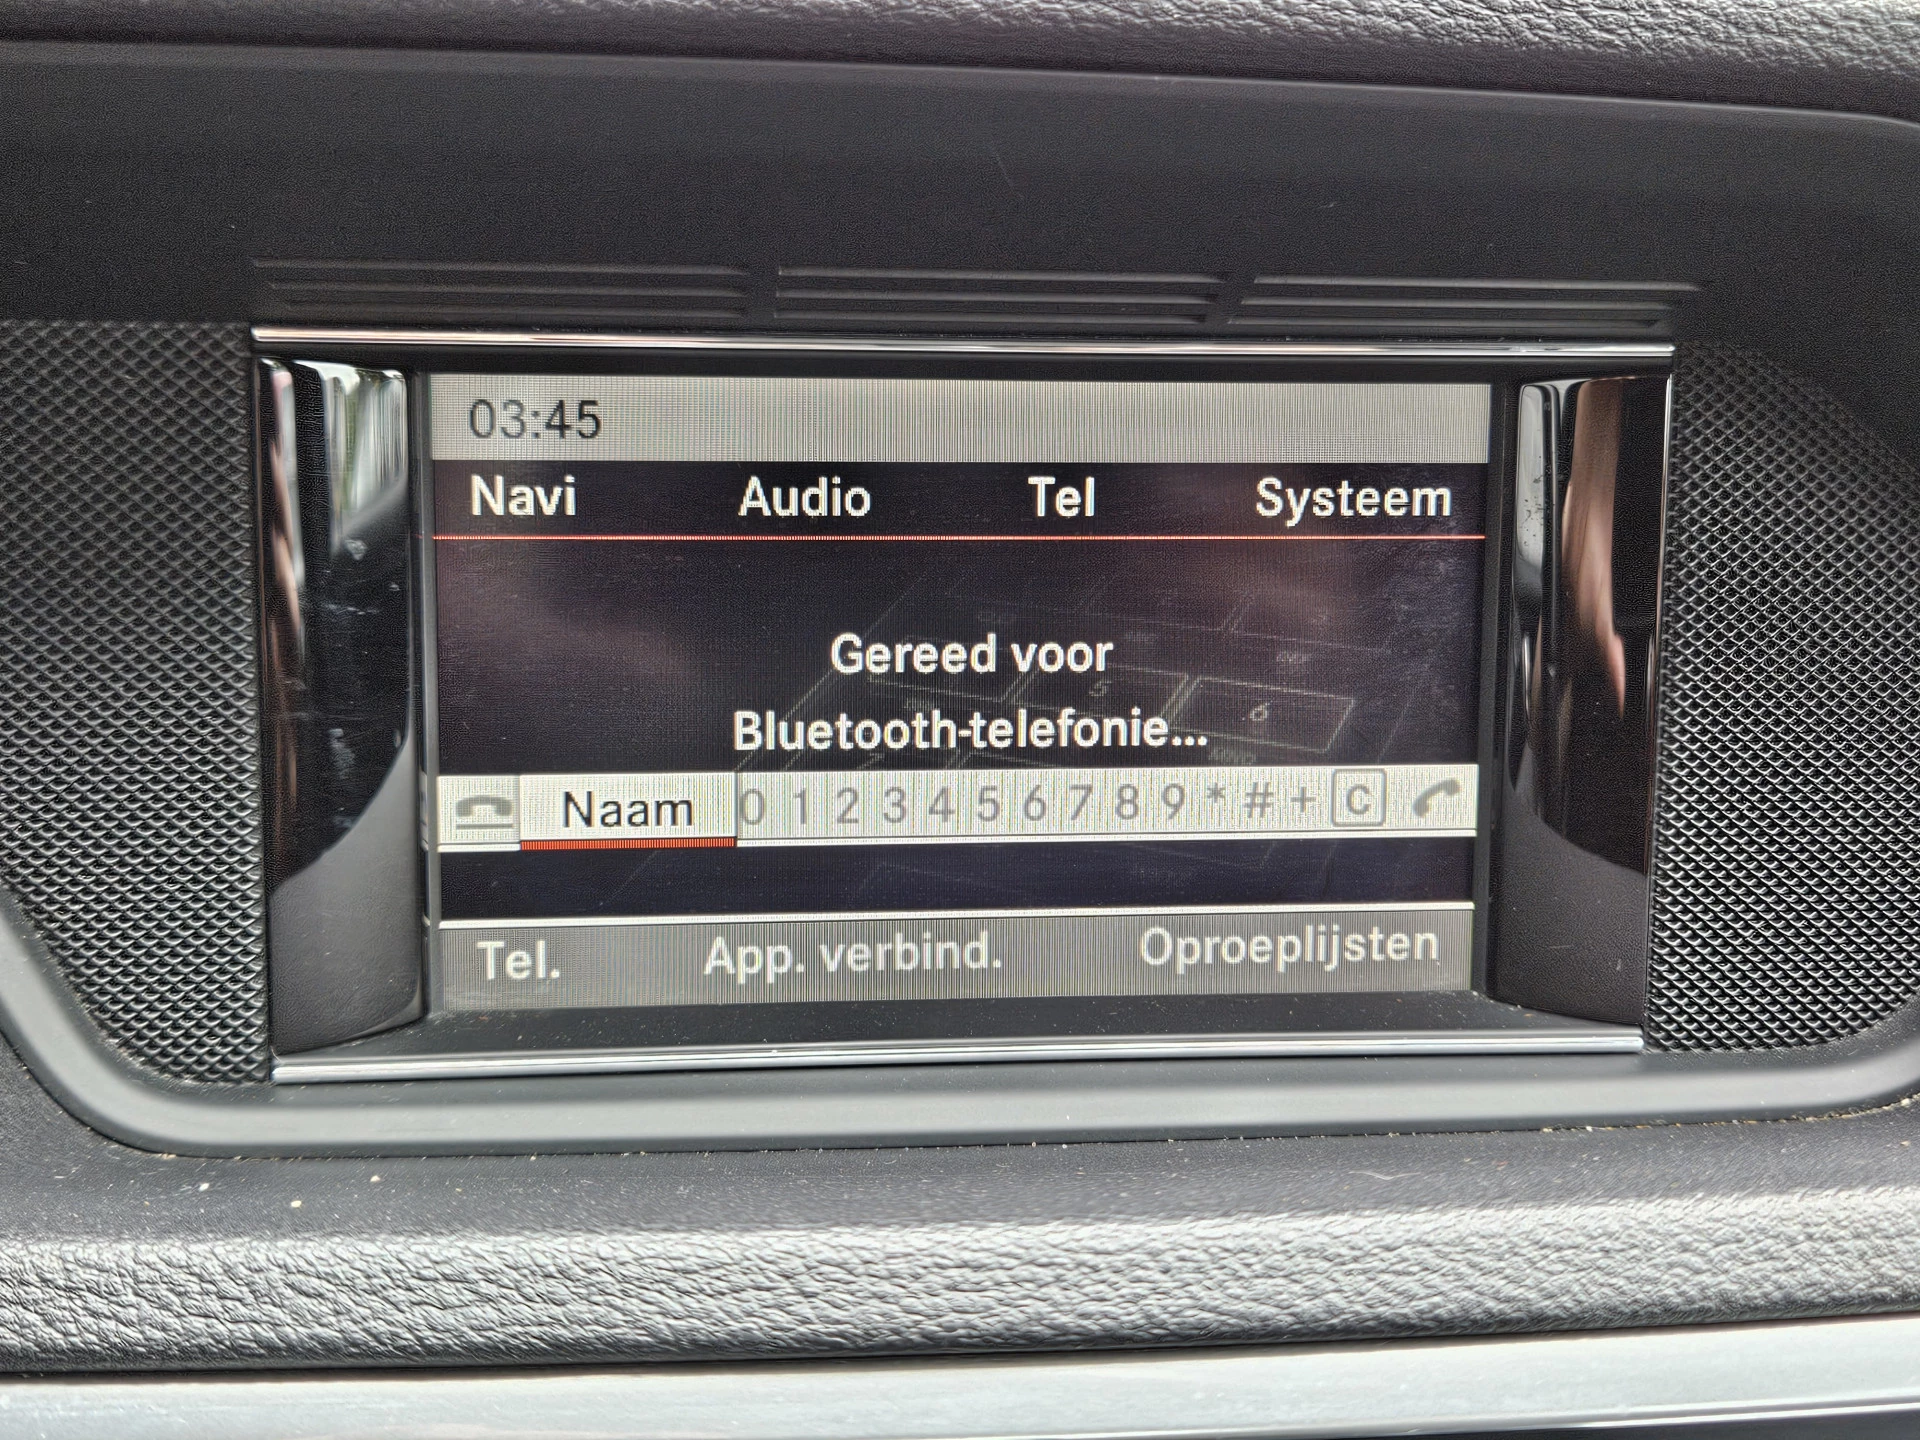 03:45
Navi Audio Tel Systeem
Gereed voor
Bluetooth-telefonie...
Naam 0 1 2 3 4 5 6 7 8 9 * # + C
Tel. App. verbind. Oproeplijsten